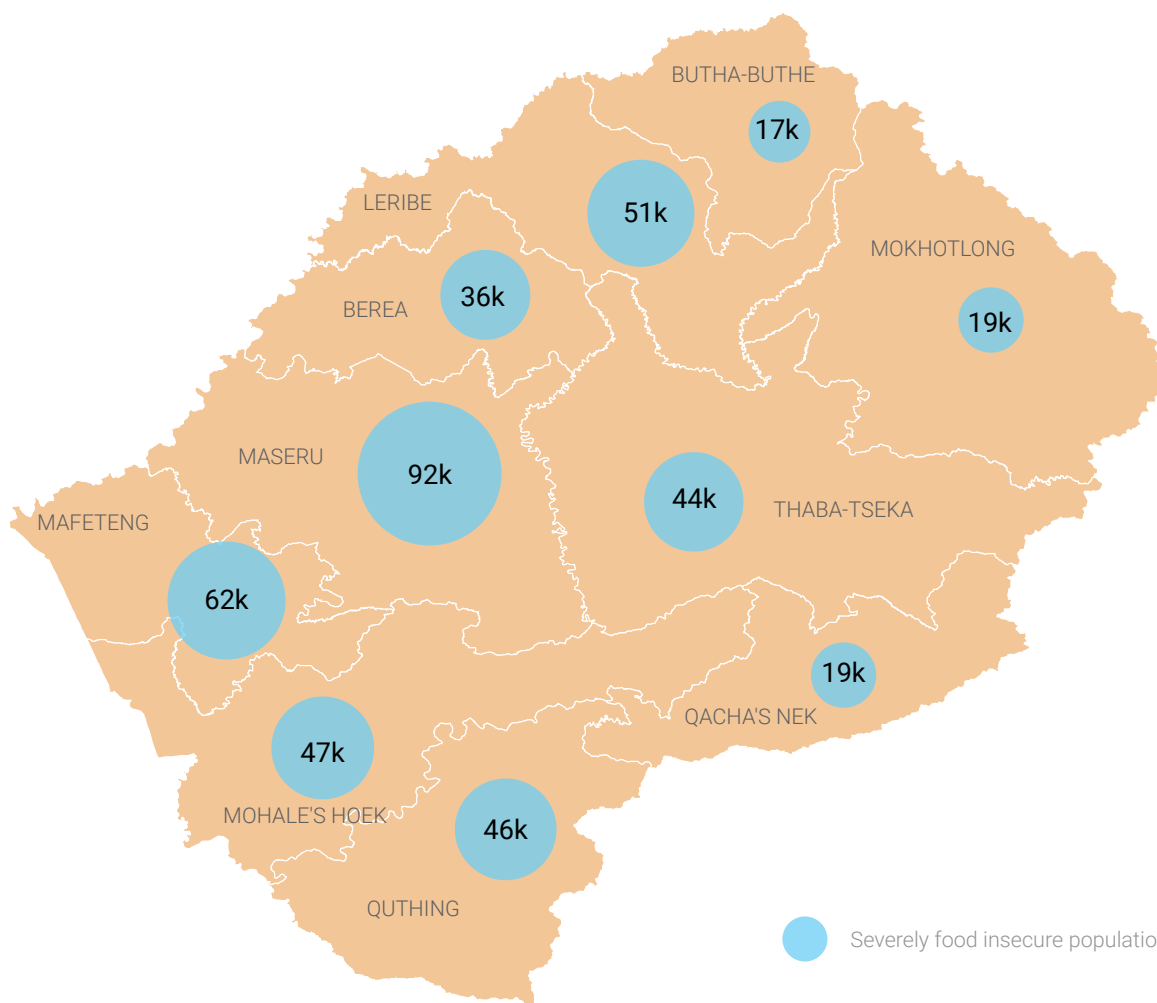 BUTHA-BUTHE
17k
LERIBE
51k
MOKHOTLONG
19k
BEREA
36k
MASERU
92k
44k
THABA-TSEKA
MAFETENG
62k
19k
QACHA'S NEK
47k
MOHALE'S HOEK
46k
QUTHING
Severely food insecure populatio